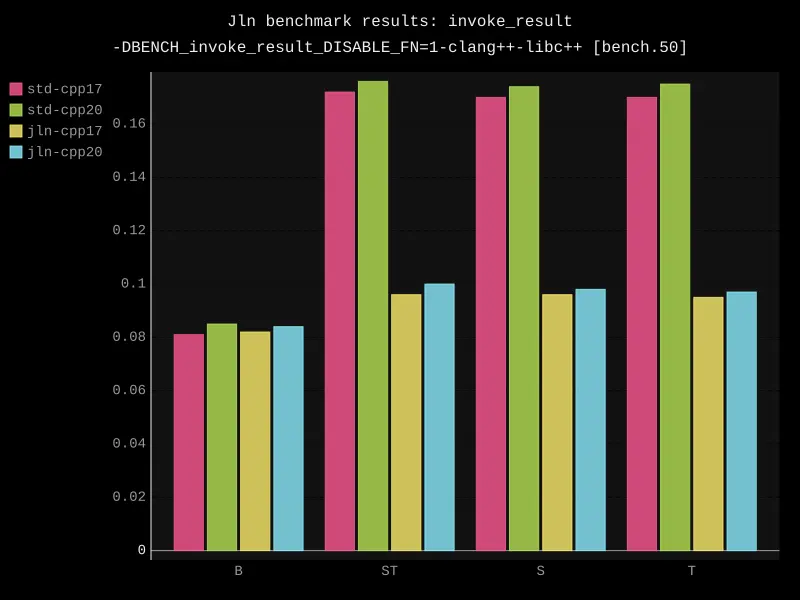 Jln benchmark results: invoke_result
-DBENCH_invoke_result_DISABLE_FN=1-clang++-libc++ [bench.50]
std-cpp17
std-cpp20
jln-cpp17
jln-cpp20
0.16
0.14
0.12
0.1
0.08
0.06
0.04
0.02
0
B ST S T